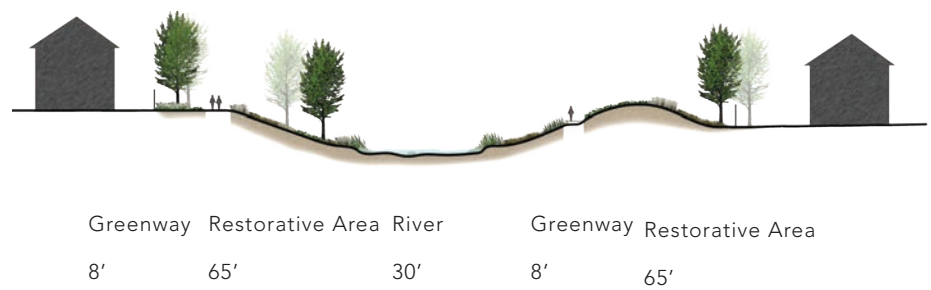 Greenway Restorative Area River Greenway Restorative Area
8’ 65’ 30’ 8’ 65’